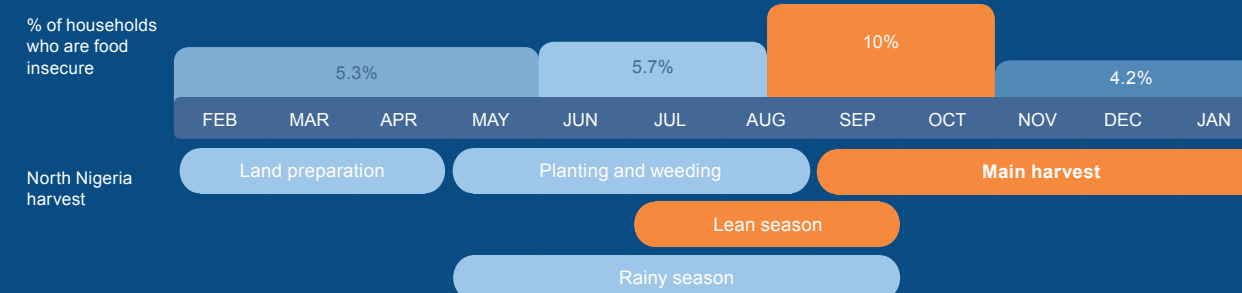 % of households
who are food
insecure
5.3%
5.7%
10%
4.2%
FEB MAR APR MAY JUN JUL AUG SEP OCT NOV DEC JAN
North Nigeria
harvest
Land preparation
Planting and weeding
Main harvest
Lean season
Rainy season